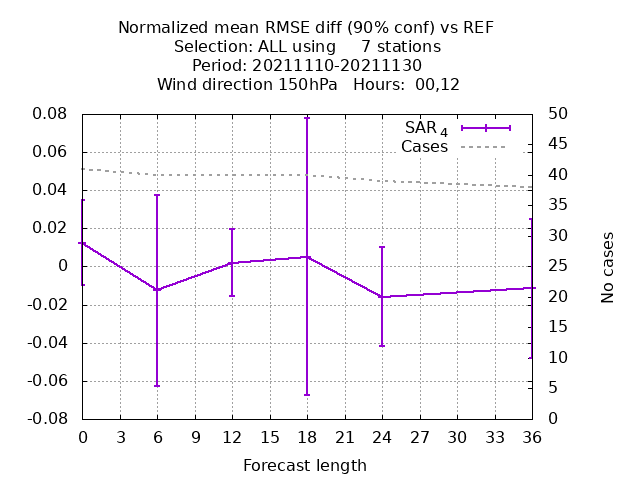 Normalized mean RMSE diff (90% conf) vs REF
Selection: ALL using     7 stations
Period: 20211110-20211130
Wind direction 150hPa   Hours:  00,12
SAR 4
Cases
0.08
0.06
0.04
0.02
0
-0.02
-0.04
-0.06
-0.08
50
45
40
35
30
25
20
15
10
5
0
No cases
0 3 6 9 12 15 18 21 24 27 30 33 36
Forecast length